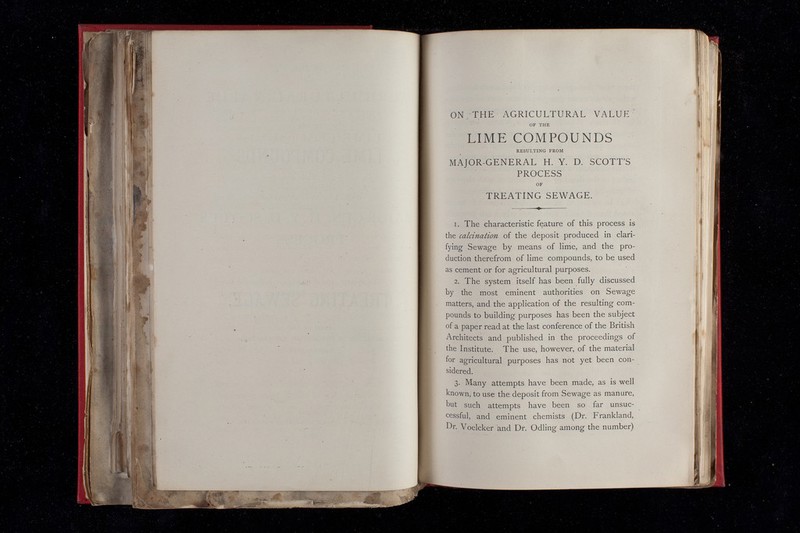 ON THE AGRICULTURAL VALUE
OF THE
LIME COMPOUNDS
RESULTING FROM
MAJOR-GENERAL H. Y. D. SCOTT'S
PROCESS
OF
TREATING SEWAGE.
1. The characteristic feature of this process is
the calcination of the deposit produced in clari-
fying Sewage by means of lime, and the pro-
duction therefrom of lime compounds, to be used
as cement or for agricultural purposes.
2. The system itself has been fully discussed
by the most eminent authorities on Sewage
matters, and the application of the resulting com-
pounds to building purposes has been the subject
of a paper read at the last conference of the British
Architects and published in the proceedings of
the Institute. The use, however, of the material
for agricultural purposes has not yet been con-
sidered.
3. Many attempts have been made, as is well
known, to use the deposit from Sewage as manure,
but such attempts have been so far unsuc-
cessful, and eminent chemists (Dr. Frankland,
Dr. Voelcker and Dr. Odling among the number)